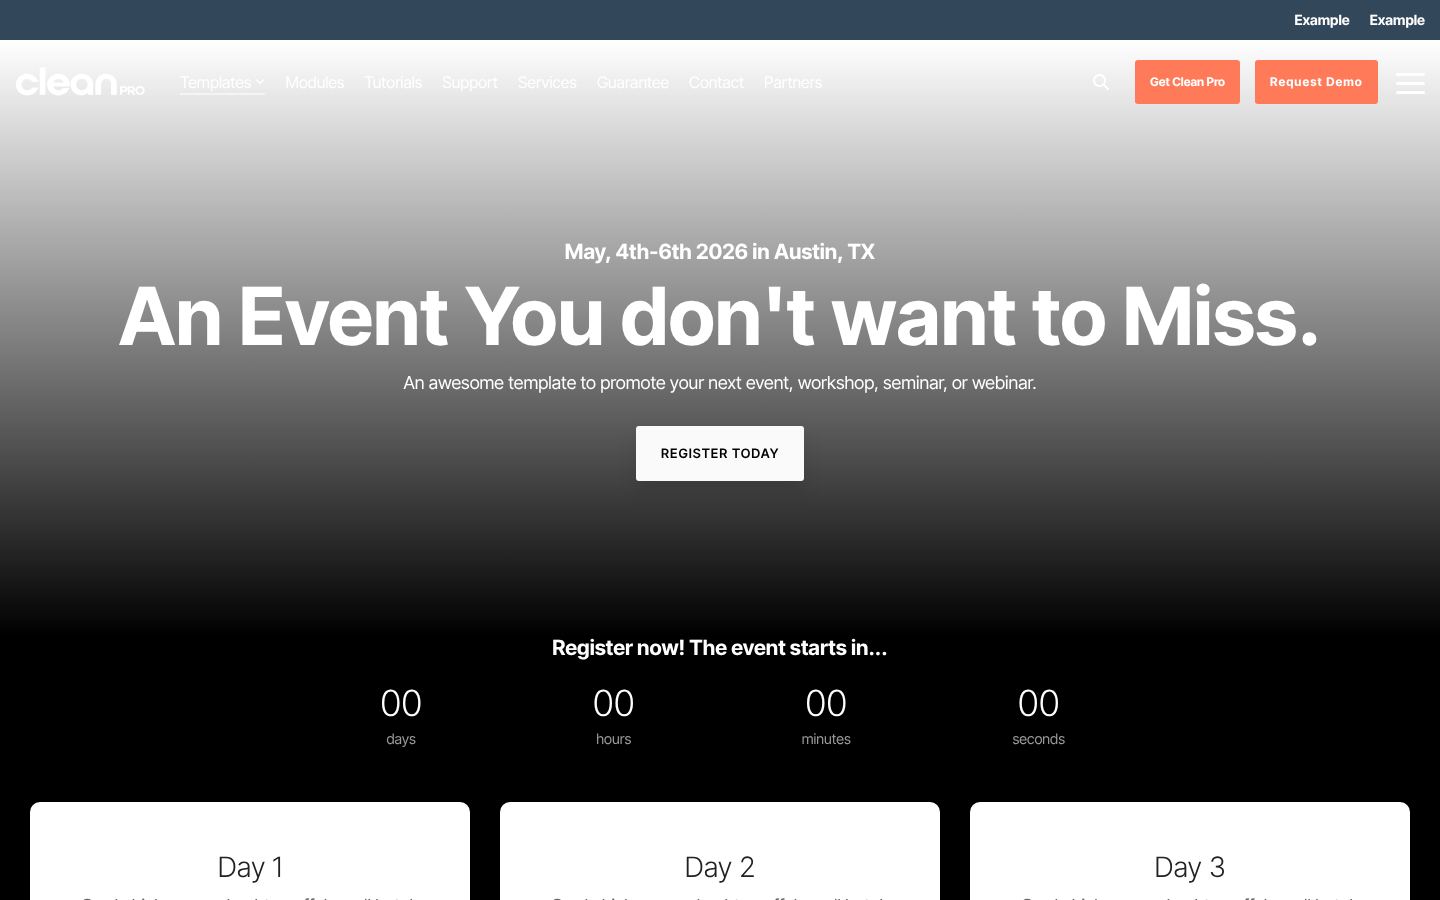 Example Example
clean PRO Templates Modules Tutorials Support Services Guarantee Contact Partners Get Clean Pro Request Demo
May, 4th-6th 2026 in Austin, TX
An Event You don't want to Miss.
An awesome template to promote your next event, workshop, seminar, or webinar.
REGISTER TODAY
Register now! The event starts in...
00 00 00 00
days hours minutes seconds
Day 1 Day 2 Day 3